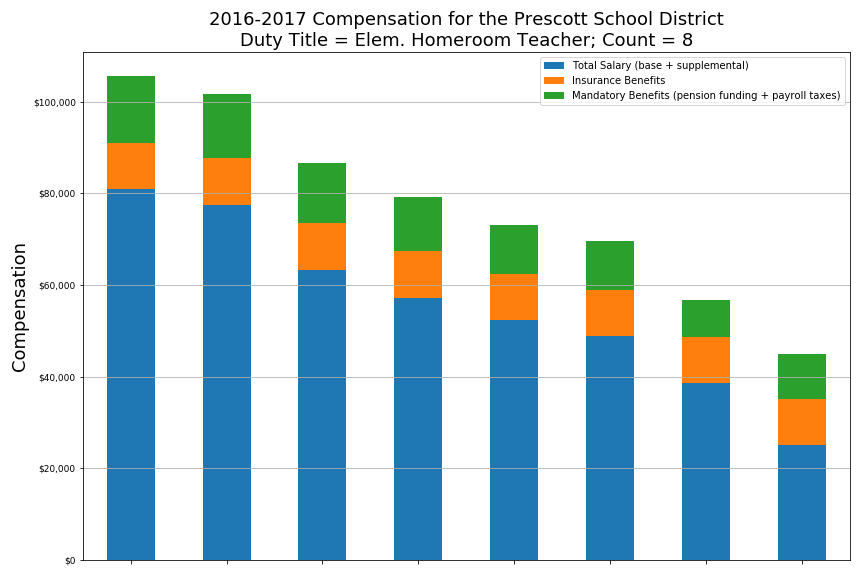 2016-2017 Compensation for the Prescott School District
Duty Title = Elem. Homeroom Teacher; Count = 8
Total Salary (base + supplemental)
Insurance Benefits
Mandatory Benefits (pension funding + payroll taxes)
$100,000
$80,000
$60,000
$40,000
$20,000
$0
Compensation